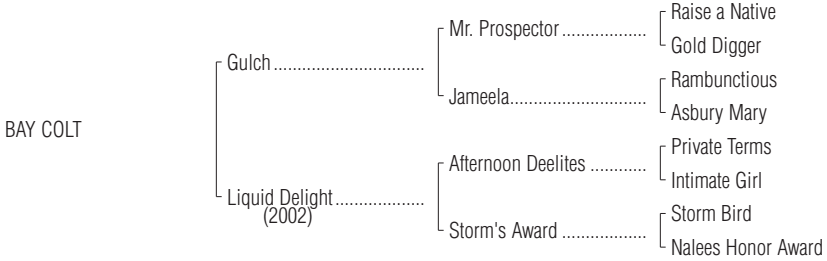 Raise a Native
Mr. Prospector ..................
Gold Digger
Gulch ................................
Rambunctious
Jameela.............................
Asbury Mary
BAY COLT
Private Terms
Afternoon Deelites ............
Intimate Girl
Liquid Delight...................
(2002)
Storm Bird
Storm's Award ..................
Nalees Honor Award